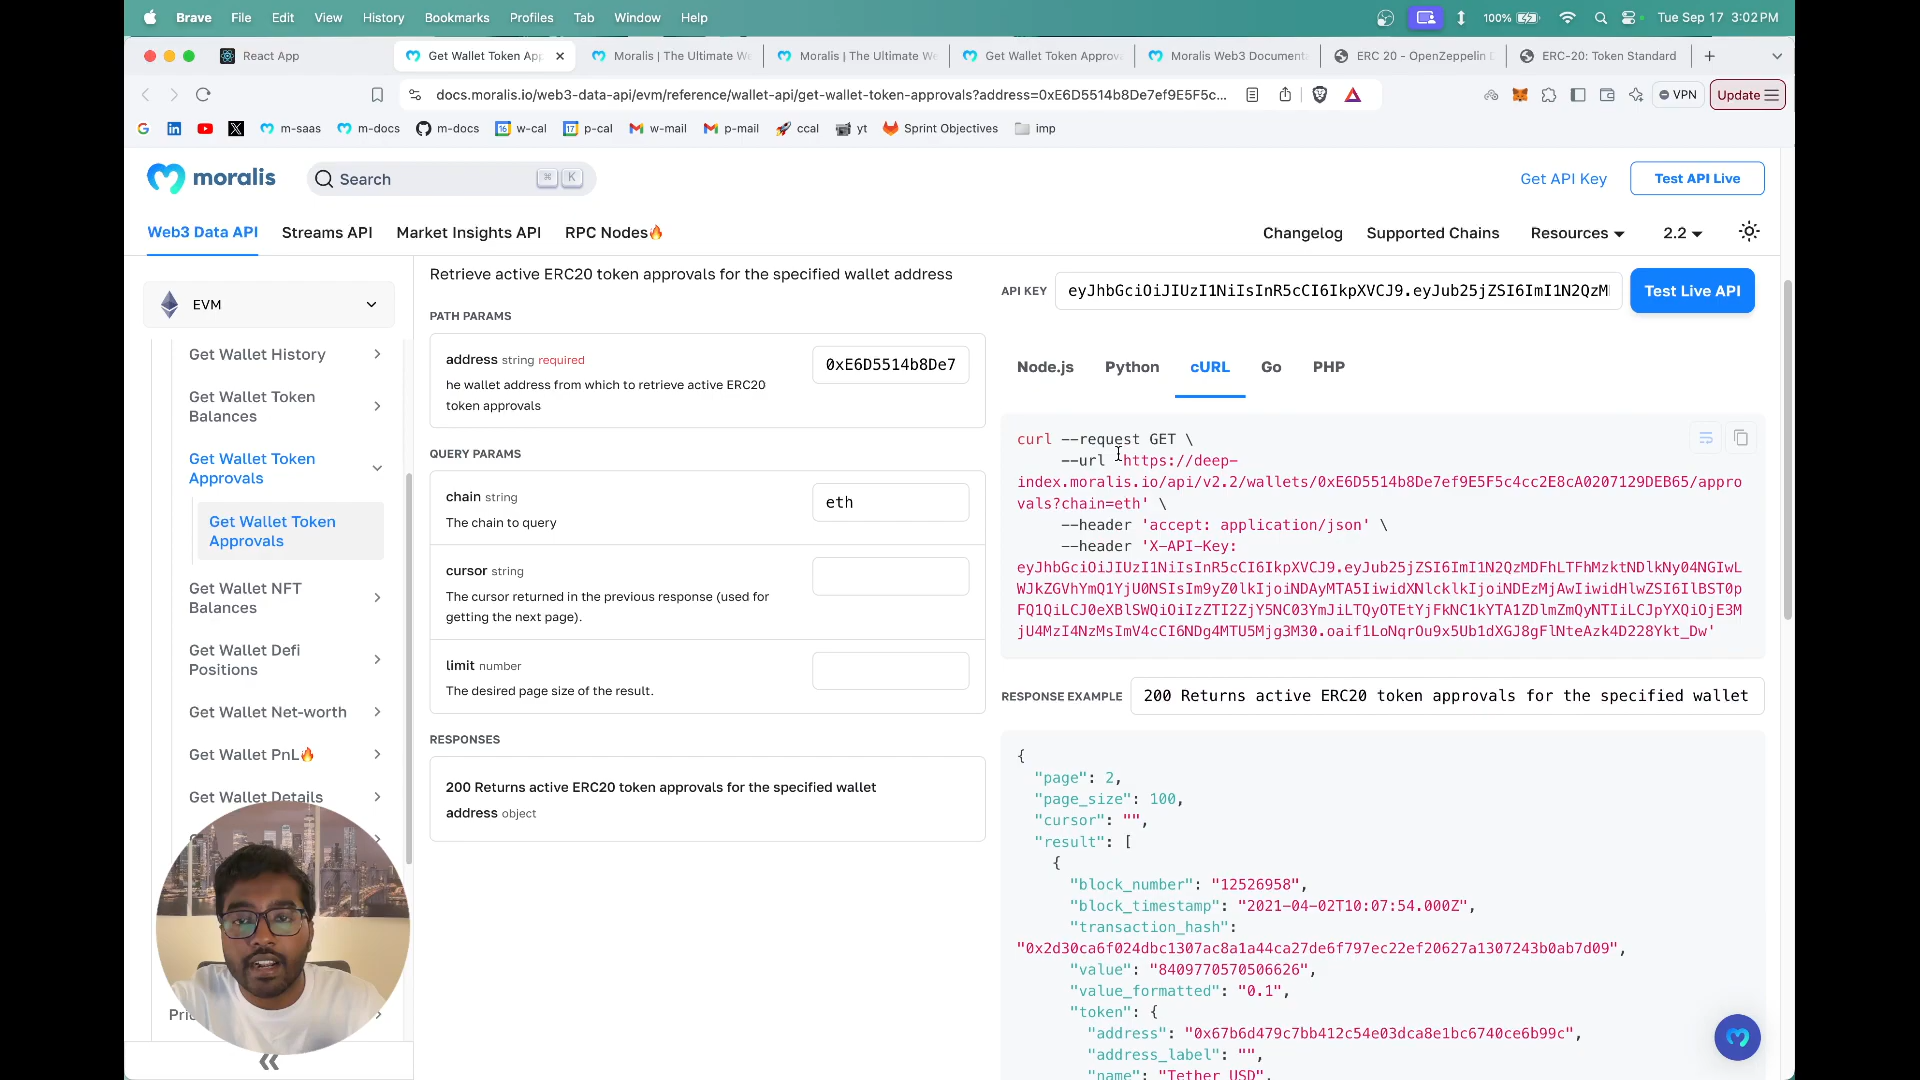 Brave File Edit View History Bookmarks Profiles Tab Window Help 100% Tue Sep 17 3:02 PM
React App Get Wallet Token App Moralis | The Ultimate We Moralis | The Ultimate We Get Wallet Token Approva Moralis Web3 Documenta ERC 20 - OpenZeppelin D ERC-20: Token Standard
docs.moralis.io/web3-data-api/evm/reference/wallet-api/get-wallet-token-approvals?address=0xE6D5514b8De7ef9E5F5c... VPN Update
m-saas m-docs m-docs w-cal p-cal w-mail p-mail ccal yt Sprint Objectives imp
moralis Search ⌘ K Get API Key Test API Live
Web3 Data API Streams API Market Insights API RPC Nodes🔥 Changelog Supported Chains Resources 2.2
EVM
Get Wallet History
Get Wallet Token
Balances
Get Wallet Token
Approvals
Get Wallet Token
Approvals
Get Wallet NFT
Balances
Get Wallet Defi
Positions
Get Wallet Net-worth
Get Wallet PnL🔥
Get Wallet Details
Pric
Retrieve active ERC20 token approvals for the specified wallet address
PATH PARAMS
address string required 0xE6D5514b8De7
he wallet address from which to retrieve active ERC20
token approvals
QUERY PARAMS
chain string eth
The chain to query
cursor string
The cursor returned in the previous response (used for
getting the next page).
limit number
The desired page size of the result.
RESPONSES
200 Returns active ERC20 token approvals for the specified wallet
address object
API KEY eyJhbGciOiJIUzI1NiIsInR5cCI6IkpXVCJ9.eyJub25jZSI6ImI1N2QzM Test Live API
Node.js Python cURL Go PHP
curl --request GET \
--url 'https://deep-
index.moralis.io/api/v2.2/wallets/0xE6D5514b8De7ef9E5F5c4cc2E8cA0207129DEB65/appro
vals?chain=eth' \
--header 'accept: application/json' \
--header 'X-API-Key:
eyJhbGciOiJIUzI1NiIsInR5cCI6IkpXVCJ9.eyJub25jZSI6ImI1N2QzMDFhLTFhMzktNDlkNy04NGIwL
WJkZGVhYmQ1YjU0NSIsIm9yZ0lkIjoiNDAyMTA5IiwidXNlcklkIjoiNDEzMjAwIiwidHlwZSI6IlBST0p
FQ1QiLCJ0eXBlSWQiOiIzZTI2ZjY5NC03YmJiLTQyOTEtYjFkNC1kYTA1ZDlmZmQyNTIiLCJpYXQiOjE3M
jU4MzI4NzMsImV4cCI6NDg4MTU5Mjg3M30.oaif1LoNqrOu9x5Ub1dXGJ8gFlNteAzk4D228Ykt_Dw'
RESPONSE EXAMPLE 200 Returns active ERC20 token approvals for the specified wallet
{
"page": 2,
"page_size": 100,
"cursor": "",
"result": [
{
"block_number": "12526958",
"block_timestamp": "2021-04-02T10:07:54.000Z",
"transaction_hash":
"0x2d30ca6f024dbc1307ac8a1a44ca27de6f797ec22ef20627a1307243b0ab7d09",
"value": "8409770570506626",
"value_formatted": "0.1",
"token": {
"address": "0x67b6d479c7bb412c54e03dca8e1bc6740ce6b99c",
"address_label": "",
"name": "Tether USD",